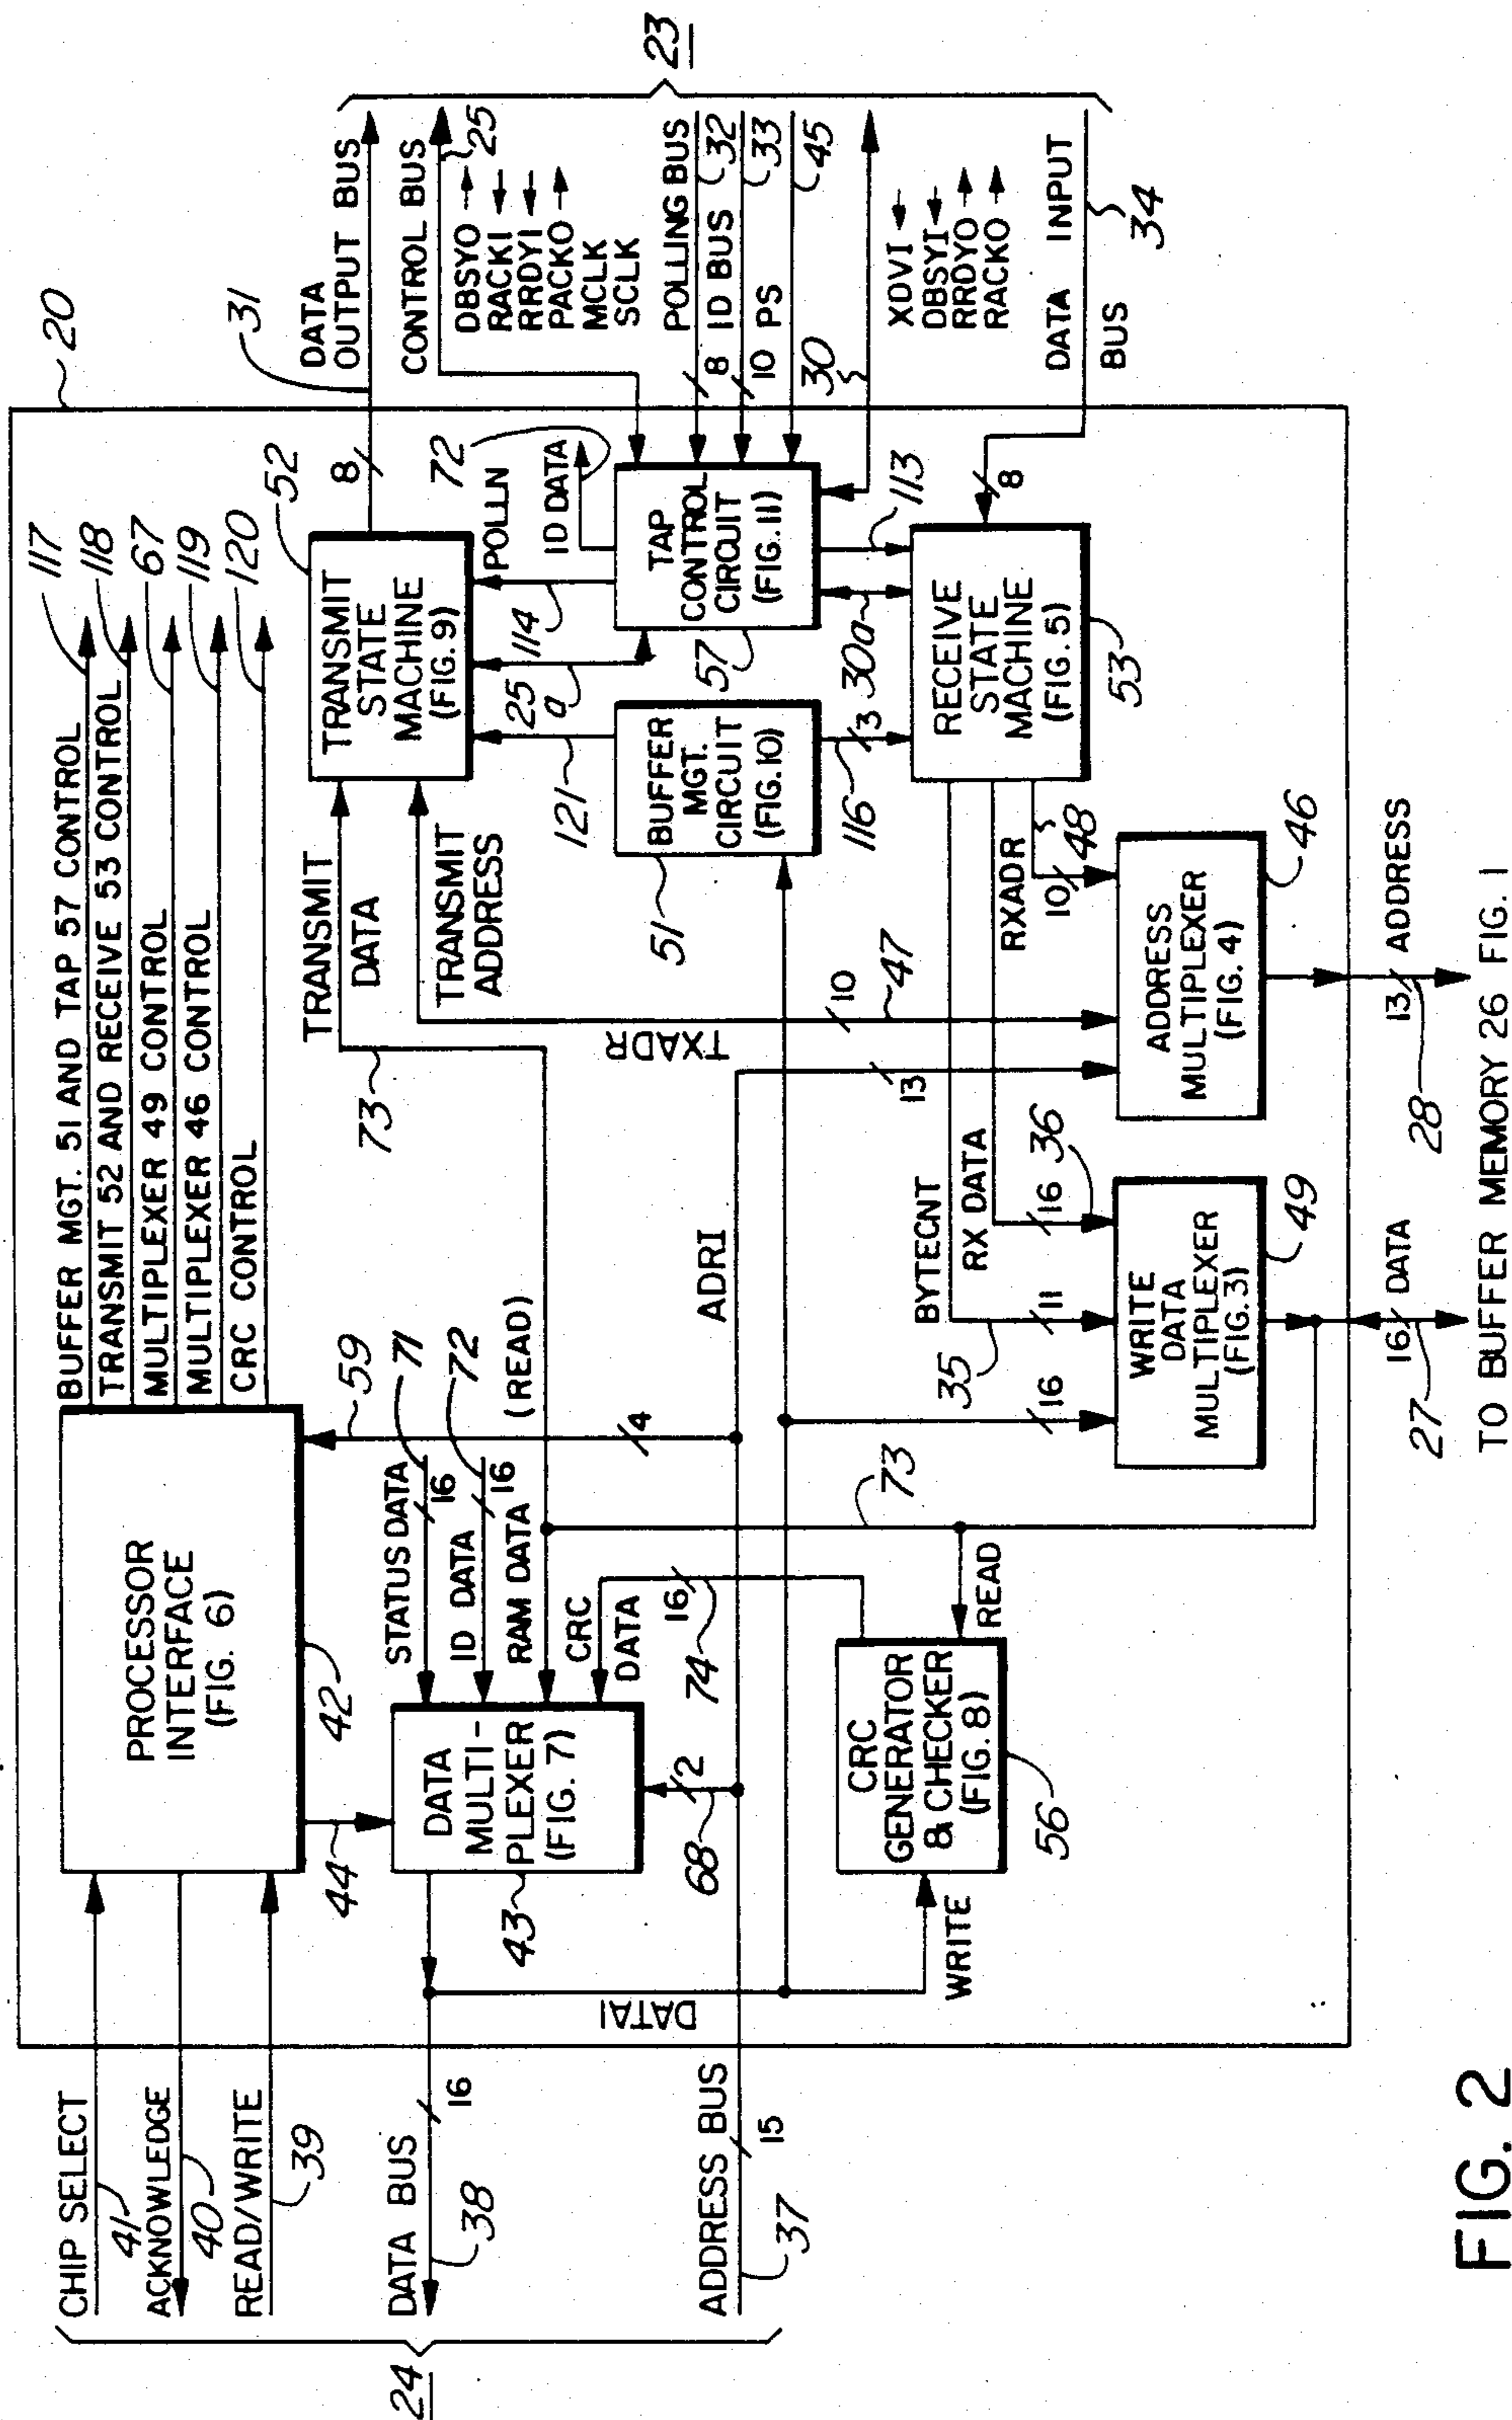 CHIP SELECT
41
ACKNOWLEDGE
40
READ/WRITE
39
DATA BUS
16
38
ADDRESS BUS
15
37
24
PROCESSOR
INTERFACE
(FIG. 6)
42
44
BUFFER MGT. 51 AND TAP 57 CONTROL
TRANSMIT 52 AND RECEIVE 53 CONTROL
MULTIPLEXER 49 CONTROL
MULTIPLEXER 46 CONTROL
CRC CONTROL
117
118
67
119
120
20
59
4
STATUS DATA
16
71
ID DATA
16
72
RAM DATA
(READ)
CRC
DATA
16
74
DATA
MULTI-
PLEXER
(FIG. 7)
43
68
2
DATAI
ADRI
CRC
GENERATOR
& CHECKER
(FIG. 8)
56
WRITE
READ
73
73
TRANSMIT
DATA
TRANSMIT
ADDRESS
TXADR
10
47
13
TRANSMIT
STATE
MACHINE
(FIG. 9)
52
8
31
DATA
OUTPUT BUS
CONTROL BUS
25
DBSYO →
RACKI ←
RRDYI ←
PACKO →
MCLK
SCLK
23
POLLING BUS
8
32
ID BUS
10
33
PS
45
30
XDVI ←
DBSYI ←
RRDYO →
RACKO →
DATA INPUT
BUS
34
8
POLLN
72
ID DATA
114
25
a
121
BUFFER
MGT.
CIRCUIT
(FIG. 10)
51
TAP
CONTROL
CIRCUIT
(FIG. 11)
57
30a
113
116
3
RECEIVE
STATE
MACHINE
(FIG. 5)
53
RXADR
10
48
BYTECNT
RX DATA
35
11
16
36
16
WRITE
DATA
MULTIPLEXER
(FIG. 3)
49
ADDRESS
MULTIPLEXER
(FIG. 4)
46
16
DATA
27
13
ADDRESS
28
TO BUFFER MEMORY 26 FIG. 1
FIG. 2